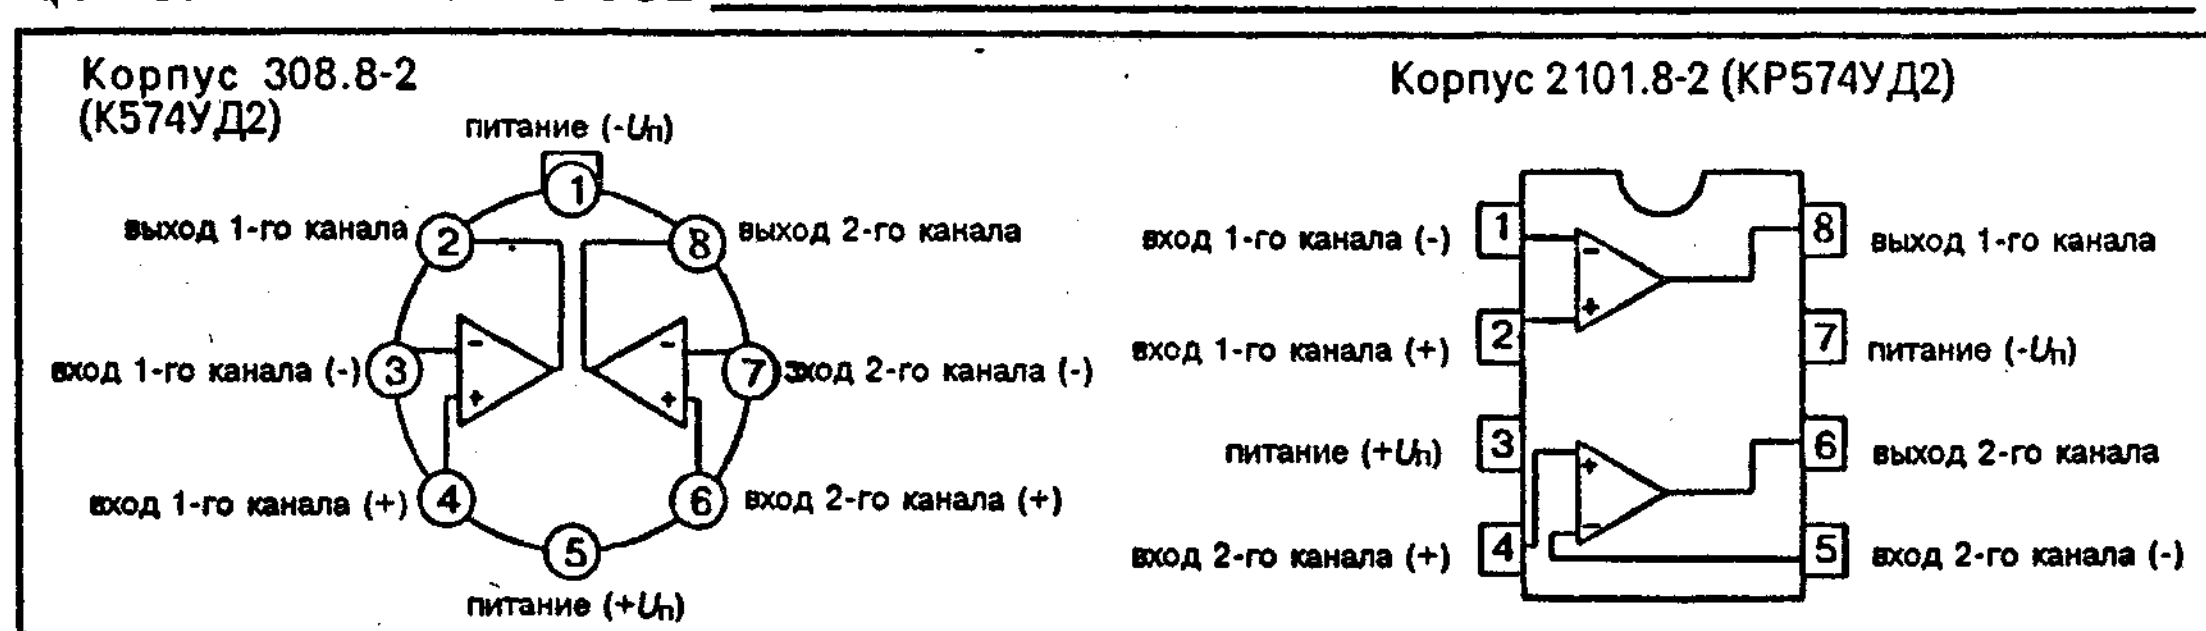 Корпус 308.8-2
(К574УД2)
питание (-Uп)
1
выход 1-го канала
2
8
выход 2-го канала
вход 1-го канала (-)
3
-
+
-
+
7
вход 2-го канала (-)
вход 1-го канала (+)
4
6
вход 2-го канала (+)
5
питание (+Uп)
Корпус 2101.8-2 (КР574УД2)
вход 1-го канала (-)
1
-
+
8
выход 1-го канала
вход 1-го канала (+)
2
7
питание (-Uп)
питание (+Uп)
3
+
-
6
выход 2-го канала
вход 2-го канала (+)
4
5
вход 2-го канала (-)